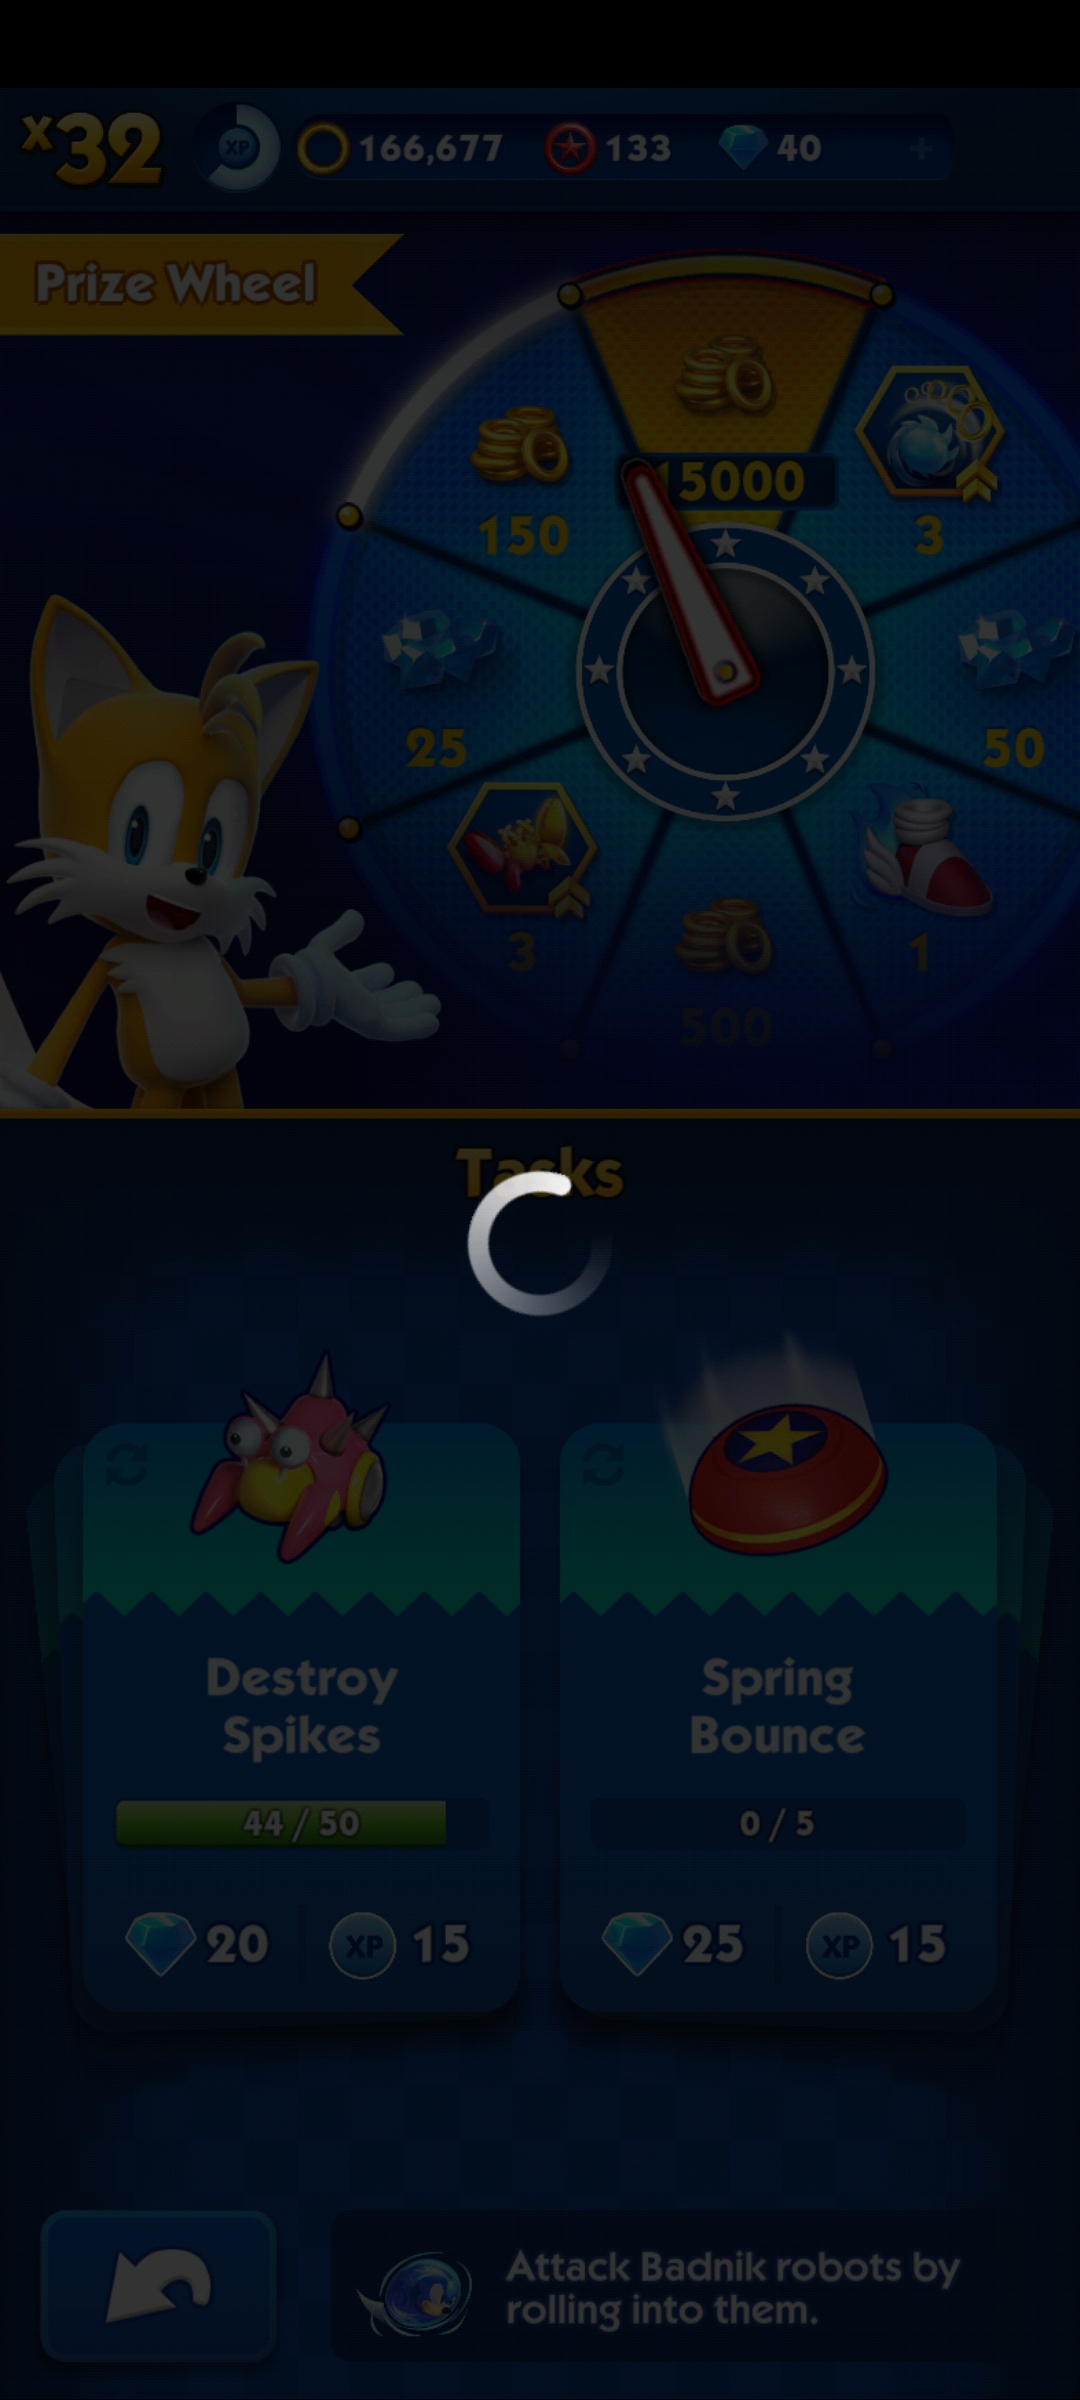 x32
XP
166,677
133
40
+
Prize Wheel
15000
150
3
25
50
3
1
500
Tasks
Destroy
Spikes
Spring
Bounce
44 / 50
0 / 5
20
XP
15
25
XP
15
Attack Badnik robots by
rolling into them.